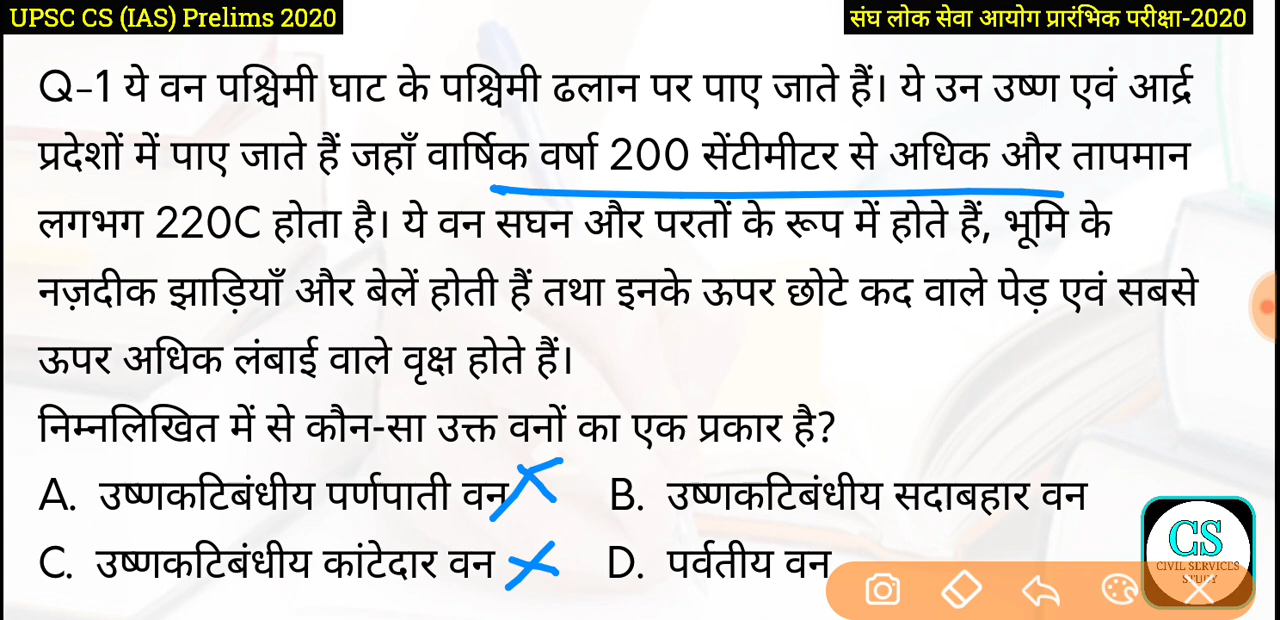 UPSC CS (IAS) Prelims 2020
संघ लोक सेवा आयोग प्रारंभिक परीक्षा-2020
Q-1 ये वन पश्चिमी घाट के पश्चिमी ढलान पर पाए जाते हैं। ये उन उष्ण एवं आर्द्र
प्रदेशों में पाए जाते हैं जहाँ वार्षिक वर्षा 200 सेंटीमीटर से अधिक और तापमान
लगभग 220C होता है। ये वन सघन और परतों के रूप में होते हैं, भूमि के
नज़दीक झाड़ियाँ और बेलें होती हैं तथा इनके ऊपर छोटे कद वाले पेड़ एवं सबसे
ऊपर अधिक लंबाई वाले वृक्ष होते हैं।
निम्नलिखित में से कौन-सा उक्त वनों का एक प्रकार है?
A. उष्णकटिबंधीय पर्णपाती वन B. उष्णकटिबंधीय सदाबहार वन
C. उष्णकटिबंधीय कांटेदार वन D. पर्वतीय वन
CS
CIVIL SERVICES
STUDY